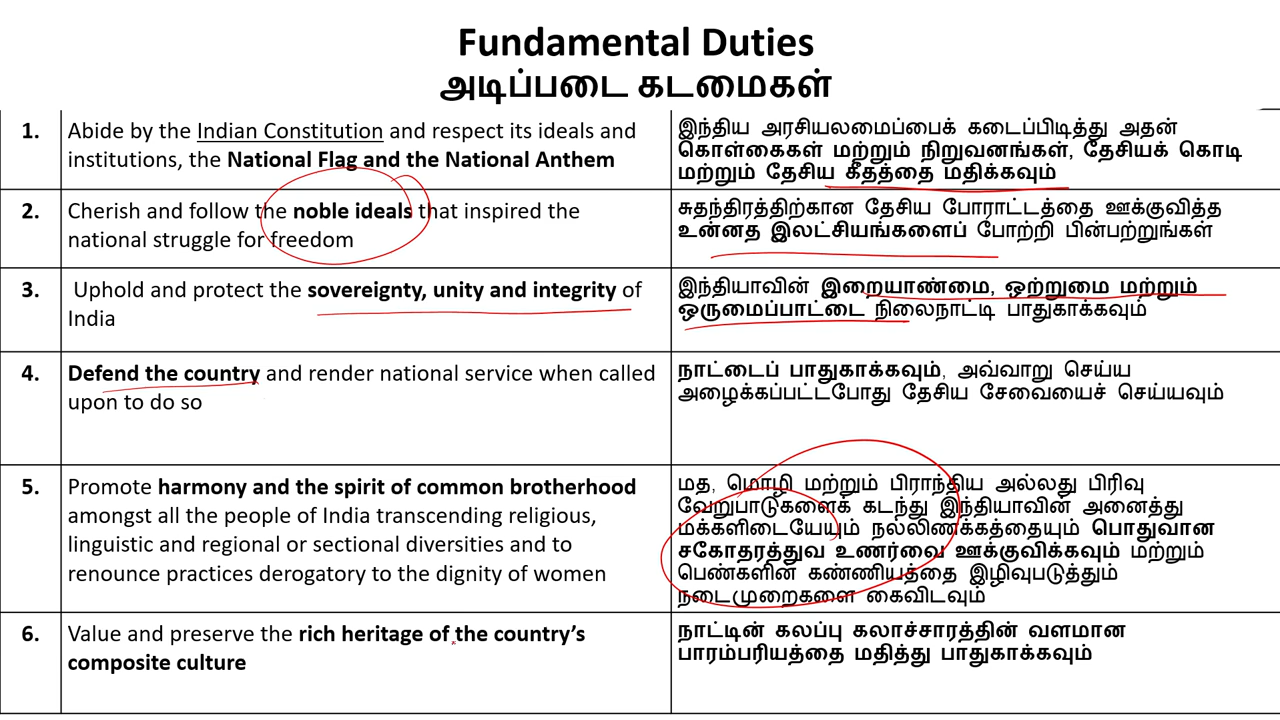 Fundamental Duties
அடிப்படை கடமைகள்
1.
Abide by the Indian Constitution and respect its ideals and
institutions, the National Flag and the National Anthem
இந்திய அரசியலமைப்பைக் கடைப்பிடித்து அதன்
கொள்கைகள் மற்றும் நிறுவனங்கள், தேசியக் கொடி
மற்றும் தேசிய கீதத்தை மதிக்கவும்
2.
Cherish and follow the noble ideals that inspired the
national struggle for freedom
சுதந்திரத்திற்கான தேசிய போராட்டத்தை ஊக்குவித்த
உன்னத இலட்சியங்களைப் போற்றி பின்பற்றுங்கள்
3.
Uphold and protect the sovereignty, unity and integrity of
India
இந்தியாவின் இறையாண்மை, ஒற்றுமை மற்றும்
ஒருமைப்பாட்டை நிலைநாட்டி பாதுகாக்கவும்
4.
Defend the country and render national service when called
upon to do so
நாட்டைப் பாதுகாக்கவும், அவ்வாறு செய்ய
அழைக்கப்பட்டபோது தேசிய சேவையைச் செய்யவும்
5.
Promote harmony and the spirit of common brotherhood
amongst all the people of India transcending religious,
linguistic and regional or sectional diversities and to
renounce practices derogatory to the dignity of women
மத, மொழி மற்றும் பிராந்திய அல்லது பிரிவு
வேறுபாடுகளைக் கடந்து இந்தியாவின் அனைத்து
மக்களிடையேயும் நல்லிணக்கத்தையும் பொதுவான
சகோதரத்துவ உணர்வை ஊக்குவிக்கவும் மற்றும்
பெண்களின் கண்ணியத்தை இழிவுபடுத்தும்
நடைமுறைகளை கைவிடவும்
6.
Value and preserve the rich heritage of the country’s
composite culture
நாட்டின் கலப்பு கலாச்சாரத்தின் வளமான
பாரம்பரியத்தை மதித்து பாதுகாக்கவும்